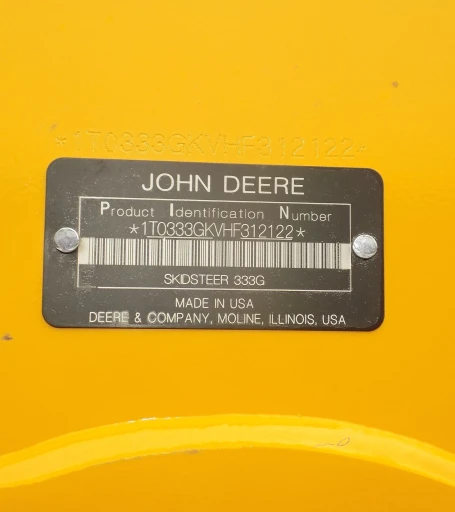 *1T0333GKVHF312122*
JOHN DEERE
Product Identification Number
*1T0333GKVHF312122*
SKIDSTEER 333G
MADE IN USA
DEERE & COMPANY, MOLINE, ILLINOIS, USA